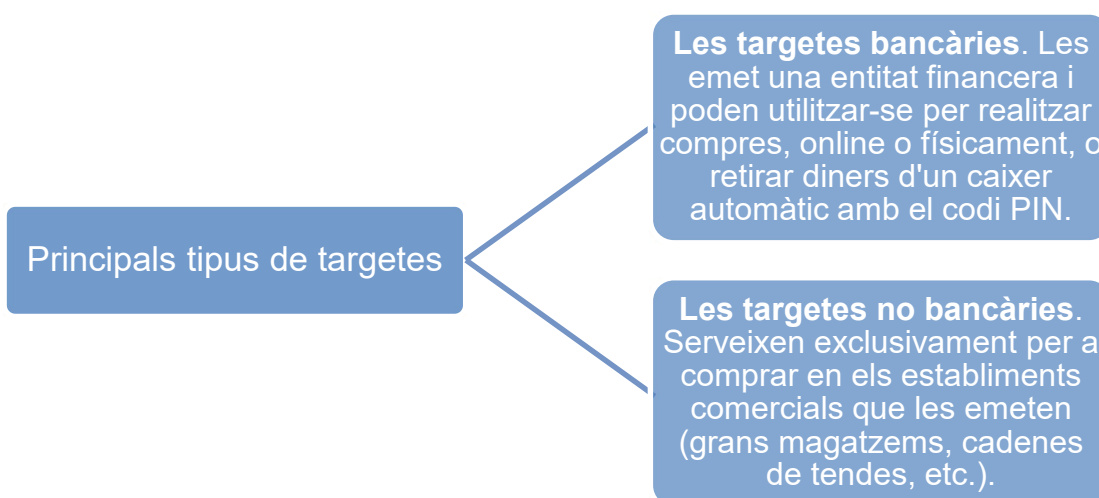 Les targetes bancàries. Les
emet una entitat financera i
poden utilitzar-se per realitzar
compres, online o físicament, o
retirar diners d'un caixer
automàtic amb el codi PIN.
Principals tipus de targetes
Les targetes no bancàries.
Serveixen exclusivament per a
comprar en els establiments
comercials que les emeten
(grans magatzems, cadenes
de tendes, etc.).